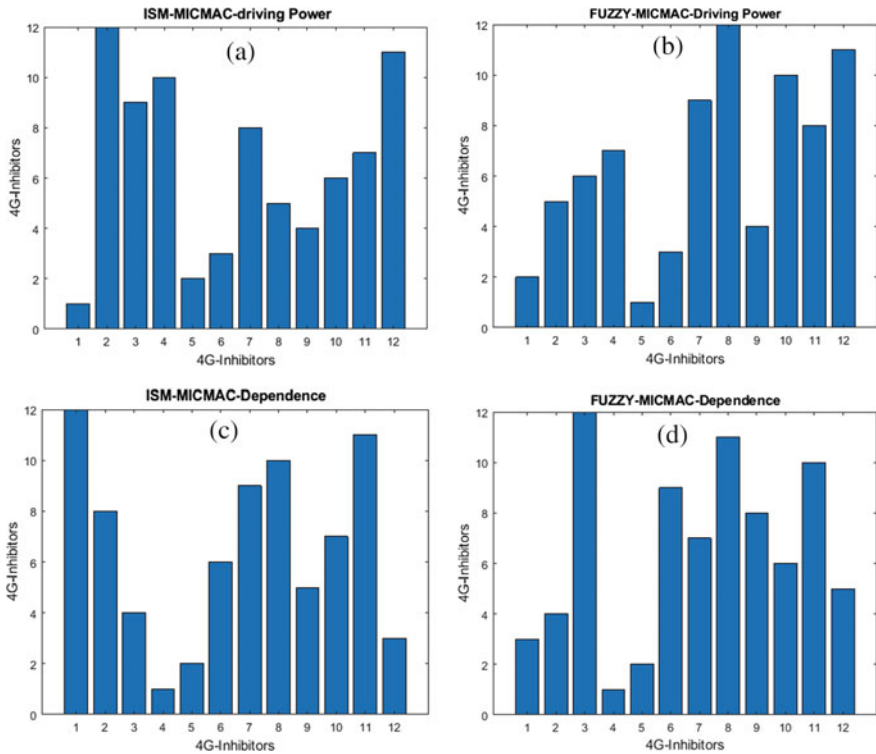 ISM-MICMAC-driving Power
(a)
12
10
8
6
4
2
0
4G-Inhibitors
1 2 3 4 5 6 7 8 9 10 11 12
4G-Inhibitors
FUZZY-MICMAC-Driving Power
(b)
12
10
8
6
4
2
0
4G-Inhibitors
1 2 3 4 5 6 7 8 9 10 11 12
4G-Inhibitors
ISM-MICMAC-Dependence
(c)
12
10
8
6
4
2
0
4G-Inhibitors
1 2 3 4 5 6 7 8 9 10 11 12
4G-Inhibitors
FUZZY-MICMAC-Dependence
(d)
12
10
8
6
4
2
0
4G-Inhibitors
1 2 3 4 5 6 7 8 9 10 11 12
4G-Inhibitors